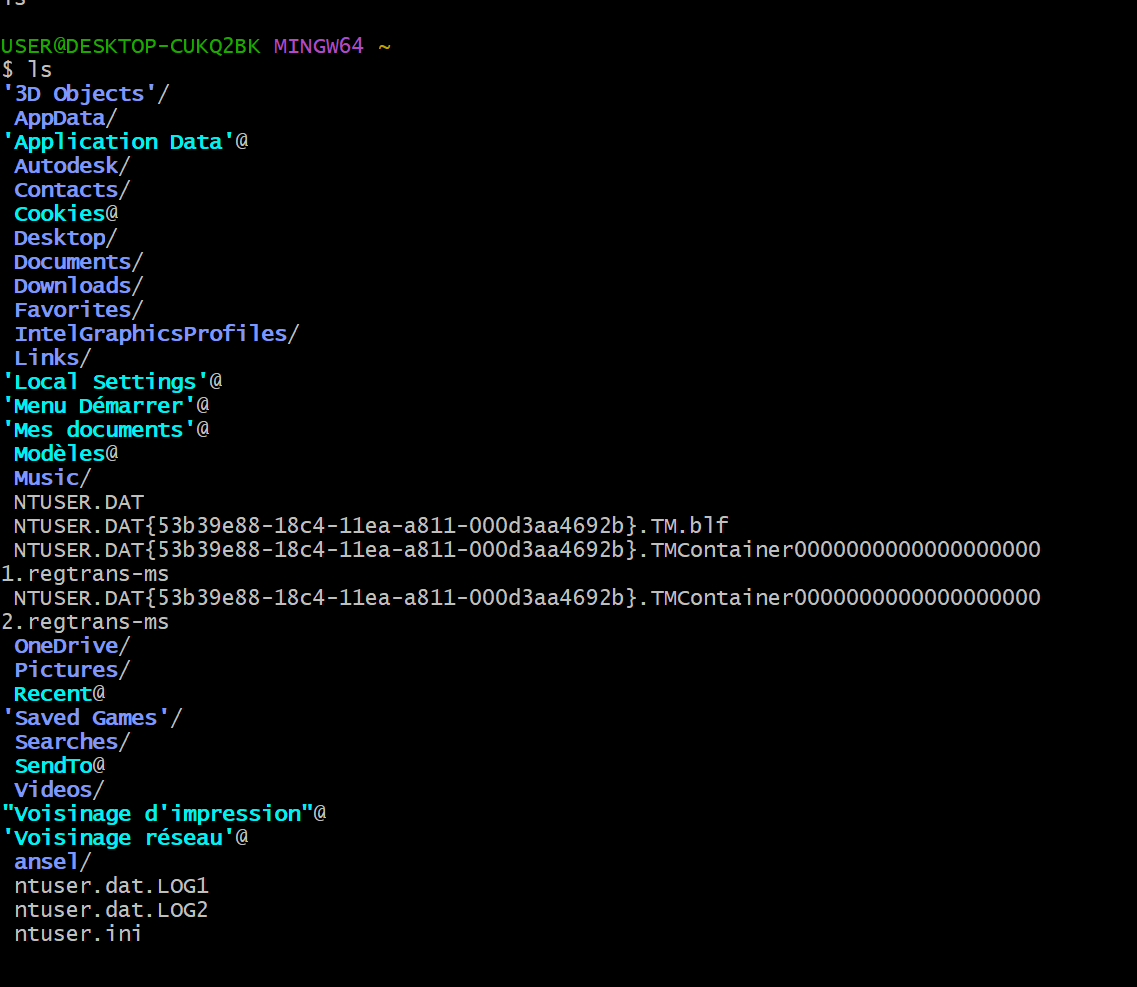 ls
USER@DESKTOP-CUKQ2BK MINGW64 ~
$ ls
'3D Objects'/
AppData/
'Application Data'@
Autodesk/
Contacts/
Cookies@
Desktop/
Documents/
Downloads/
Favorites/
IntelGraphicsProfiles/
Links/
'Local Settings'@
'Menu Démarrer'@
'Mes documents'@
Modèles@
Music/
NTUSER.DAT
NTUSER.DAT{53b39e88-18c4-11ea-a811-000d3aa4692b}.TM.blf
NTUSER.DAT{53b39e88-18c4-11ea-a811-000d3aa4692b}.TMContainer0000000000000000000
1.regtrans-ms
NTUSER.DAT{53b39e88-18c4-11ea-a811-000d3aa4692b}.TMContainer0000000000000000000
2.regtrans-ms
OneDrive/
Pictures/
Recent@
'Saved Games'/
Searches/
SendTo@
Videos/
"Voisinage d'impression"@
'Voisinage réseau'@
ansel/
ntuser.dat.LOG1
ntuser.dat.LOG2
ntuser.ini